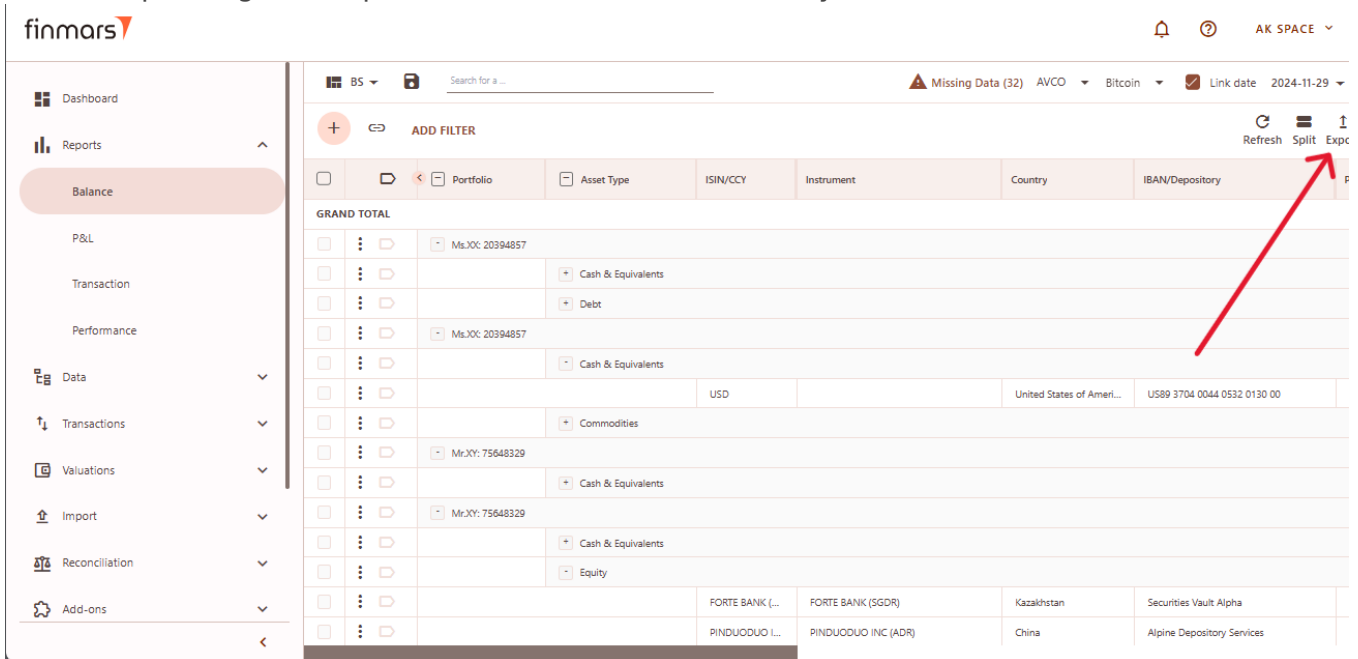 finmars
AK SPACE
Dashboard
Reports
Balance
P&L
Transaction
Performance
Data
Transactions
Valuations
Import
Reconciliation
Add-ons
BS
Search for a ...
Missing Data (32) AVCO Bitcoin Link date 2024-11-29
ADD FILTER
Refresh Split Expo
Portfolio Asset Type ISIN/CCY Instrument Country IBAN/Depository P
GRAND TOTAL
Ms.XX: 20394857
+ Cash & Equivalents
+ Debt
- Ms.XX: 20394857
- Cash & Equivalents
USD United States of Ameri... US89 3704 0044 0532 0130 00
+ Commodities
- Mr.XY: 75648329
+ Cash & Equivalents
- Mr.XY: 75648329
+ Cash & Equivalents
- Equity
FORTE BANK (... FORTE BANK (SGDR) Kazakhstan Securities Vault Alpha
PINDUODUO I... PINDUODUO INC (ADR) China Alpine Depository Services